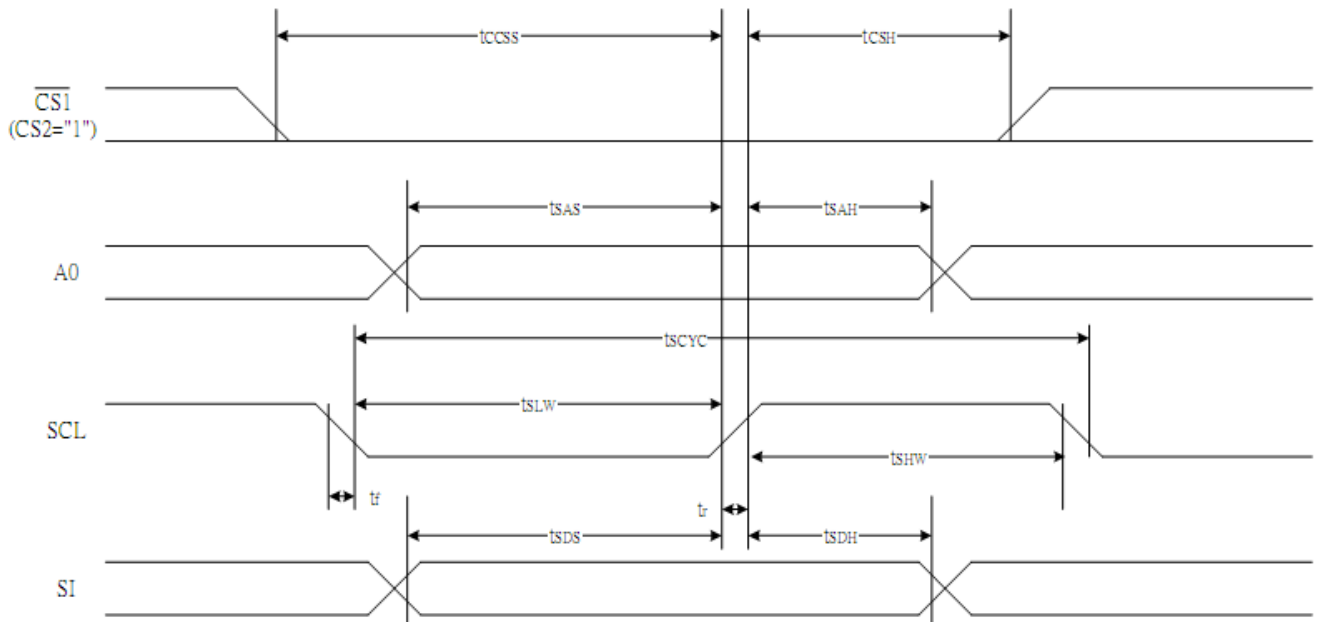 tCCSS tCSH
CS1
(CS2="1")
tSAS tSAH
A0
tSCYC
tSLW
SCL
tSHW
tf tr
tSDS tSDH
SI